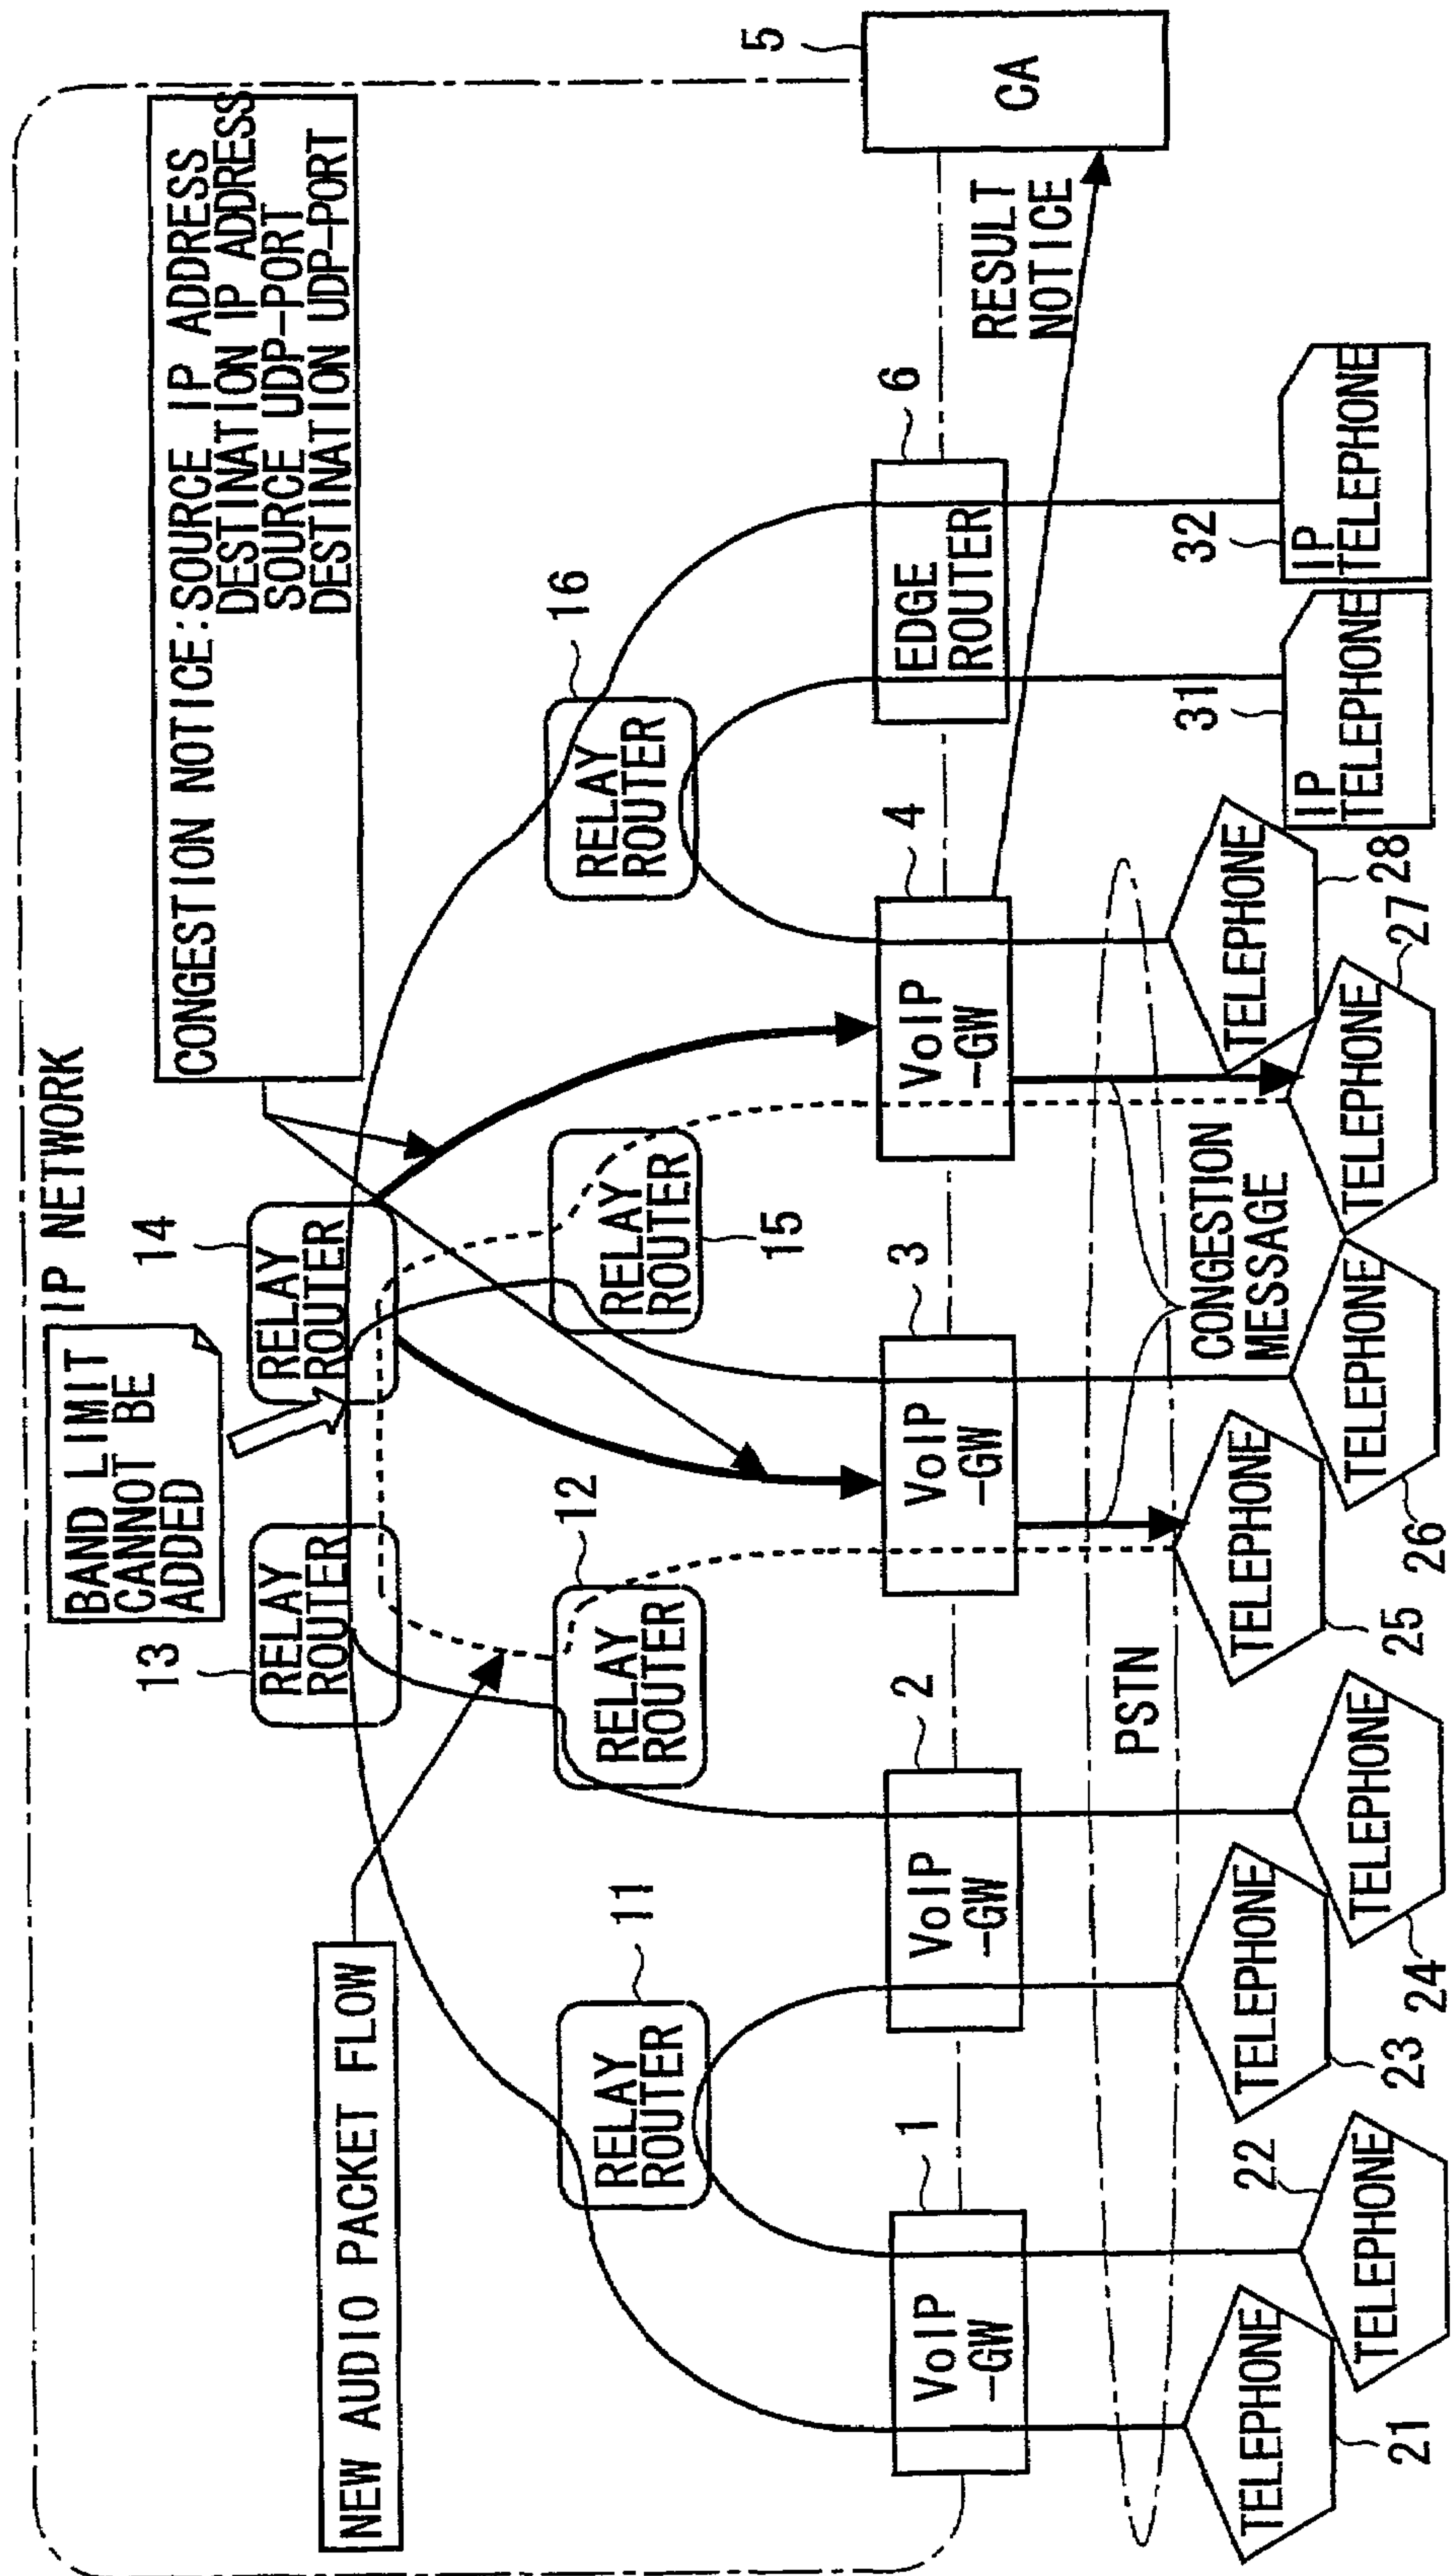 IP NETWORK
CONGESTION NOTICE:SOURCE IP ADDRESS
DESTINATION IP ADDRESS
SOURCE UDP-PORT
DESTINATION UDP-PORT
BAND LIMIT
CANNOT BE
ADDED
NEW AUDIO PACKET FLOW
13
RELAY
ROUTER
14
RELAY
ROUTER
11
RELAY
ROUTER
12
RELAY
ROUTER
RELAY
ROUTER
15
16
RELAY
ROUTER
1
VoIP
-GW
2
VoIP
-GW
3
VoIP
-GW
4
VoIP
-GW
6
EDGE
ROUTER
5
CA
RESULT
NOTICE
PSTN
CONGESTION
MESSAGE
TELEPHONE
21
22
TELEPHONE
TELEPHONE
23
TELEPHONE
24
TELEPHONE
25
TELEPHONE
26
TELEPHONE
27
TELEPHONE
28
31
IP
TELEPHONE
32
IP
TELEPHONE